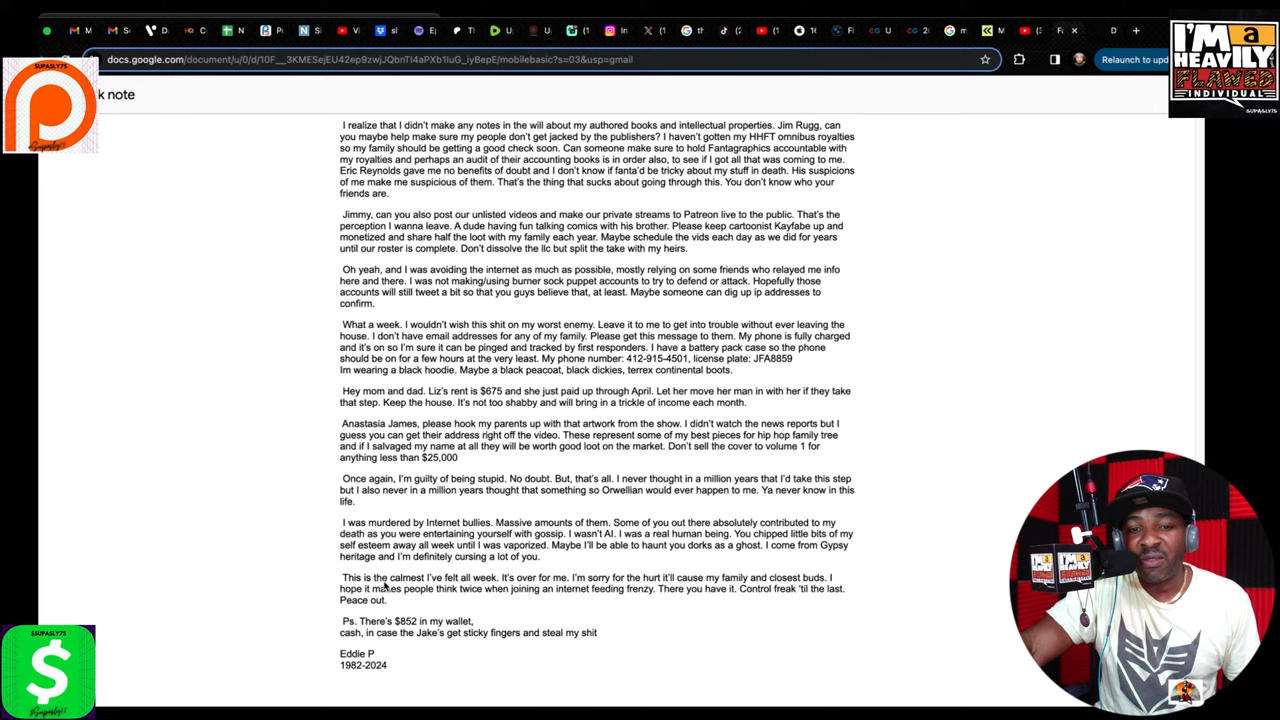 docs.google.com/document/u/0/d/10F__3KMESejEU42ep9zwjJQbnTI4aPXb1IuG_iyBepE/mobilebasic?s=03&usp=gmail
Relaunch to upd
I'M a
HEAVILY
FLAWED
INDIVIDUAL
$UPASLY75
$UPASLY75
k note
I realize that I didn't make any notes in the will about my authored books and intellectual properties. Jim Rugg, can
you maybe help make sure my people don't get jacked by the publishers? I haven't gotten my HHFT omnibus royalties
so my family should be getting a good check soon. Can someone make sure to hold Fantagraphics accountable with
my royalties and perhaps an audit of their accounting books is in order also, to see if I got all that was coming to me.
Eric Reynolds gave me no benefits of doubt and I don't know if fanta'd be tricky about my stuff in death. His suspicions
of me make me suspicious of them. That's the thing that sucks about going through this. You don't know who your
friends are.
Jimmy, can you also post our unlisted videos and make our private streams to Patreon live to the public. That's the
perception I wanna leave. A dude having fun talking comics with his brother. Please keep cartoonist Kayfabe up and
monetized and share half the loot with my family each year. Maybe schedule the vids each day as we did for years
until our roster is complete. Don't dissolve the llc but split the take with my heirs.
Oh yeah, and I was avoiding the internet as much as possible, mostly relying on some friends who relayed me info
here and there. I was not making/using burner sock puppet accounts to try to defend or attack. Hopefully those
accounts will still tweet a bit so that you guys believe that, at least. Maybe someone can dig up ip addresses to
confirm.
What a week. I wouldn't wish this shit on my worst enemy. Leave it to me to get into trouble without ever leaving the
house. I don't have email addresses for any of my family. Please get this message to them. My phone is fully charged
and it's on so I'm sure it can be pinged and tracked by first responders. I have a battery pack case so the phone
should be on for a few hours at the very least. My phone number: 412-915-4501, license plate: JFA8859
Im wearing a black hoodie. Maybe a black peacoat, black dickies, terrex continental boots.
Hey mom and dad. Liz's rent is $675 and she just paid up through April. Let her move her man in with her if they take
that step. Keep the house. It's not too shabby and will bring in a trickle of income each month.
Anastasia James, please hook my parents up with that artwork from the show. I didn't watch the news reports but I
guess you can get their address right off the video. These represent some of my best pieces for hip hop family tree
and if I salvaged my name at all they will be worth good loot on the market. Don't sell the cover to volume 1 for
anything less than $25,000
Once again, I'm guilty of being stupid. No doubt. But, that's all. I never thought in a million years that I'd take this step
but I also never in a million years thought that something so Orwellian would ever happen to me. Ya never know in this
life.
I was murdered by Internet bullies. Massive amounts of them. Some of you out there absolutely contributed to my
death as you were entertaining yourself with gossip. I wasn't AI. I was a real human being. You chipped little bits of my
self esteem away all week until I was vaporized. Maybe I'll be able to haunt you dorks as a ghost. I come from Gypsy
heritage and I'm definitely cursing a lot of you.
This is the calmest I've felt all week. It's over for me. I'm sorry for the hurt it'll cause my family and closest buds. I
hope it makes people think twice when joining an internet feeding frenzy. There you have it. Control freak 'til the last.
Peace out.
Ps. There's $852 in my wallet,
cash, in case the Jake's get sticky fingers and steal my shit
Eddie P
1982-2024
$UPASLY75